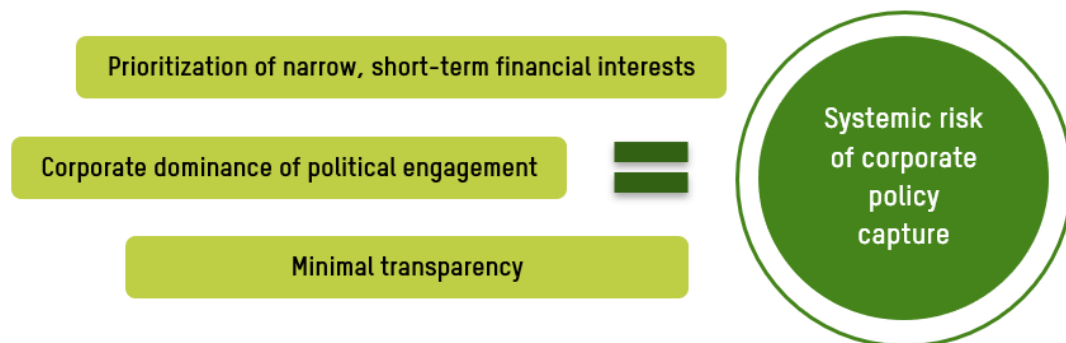 Prioritization of narrow, short-term financial interests
Corporate dominance of political engagement
Minimal transparency
Systemic risk
of corporate
policy
capture